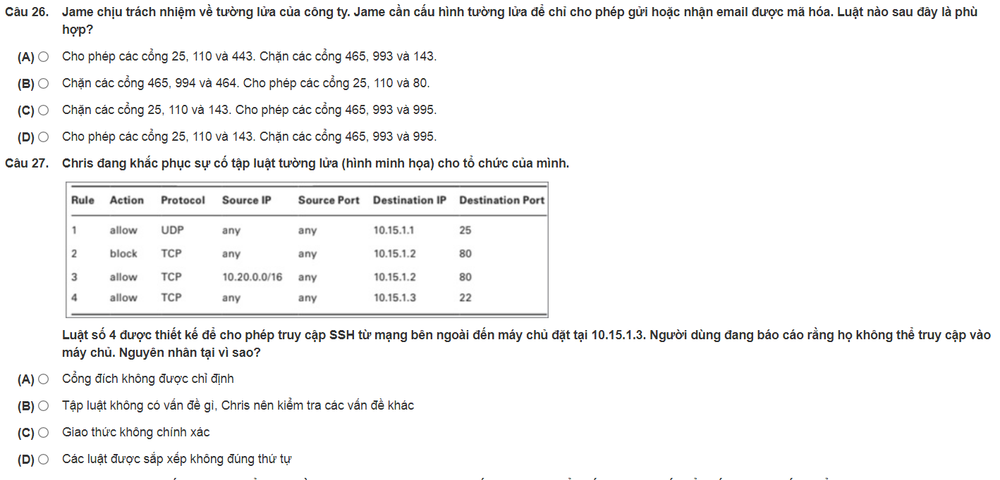 Câu 26. Jame chịu trách nhiệm về tường lửa của công ty. Jame cần cấu hình tường lửa để chỉ cho phép gửi hoặc nhận email được mã hóa. Luật nào sau đây là phù
hợp?
(A) Cho phép các cổng 25, 110 và 443. Chặn các cổng 465, 993 và 143.
(B) Chặn các cổng 465, 994 và 464. Cho phép các cổng 25, 110 và 80.
(C) Chặn các cổng 25, 110 và 143. Cho phép các cổng 465, 993 và 995.
(D) Cho phép các cổng 25, 110 và 143. Chặn các cổng 465, 993 và 995.
Câu 27. Chris đang khắc phục sự cố tập luật tường lửa (hình minh họa) cho tổ chức của mình.
Rule Action Protocol Source IP Source Port Destination IP Destination Port
1 allow UDP any any 10.15.1.1 25
2 block TCP any any 10.15.1.2 80
3 allow TCP 10.20.0.0/16 any 10.15.1.2 80
4 allow TCP any any 10.15.1.3 22
Luật số 4 được thiết kế để cho phép truy cập SSH từ mạng bên ngoài đến máy chủ đặt tại 10.15.1.3. Người dùng đang báo cáo rằng họ không thể truy cập vào
máy chủ. Nguyên nhân tại vì sao?
(A) Cổng đích không được chỉ định
(B) Tập luật không có vấn đề gì, Chris nên kiểm tra các vấn đề khác
(C) Giao thức không chính xác
(D) Các luật được sắp xếp không đúng thứ tự